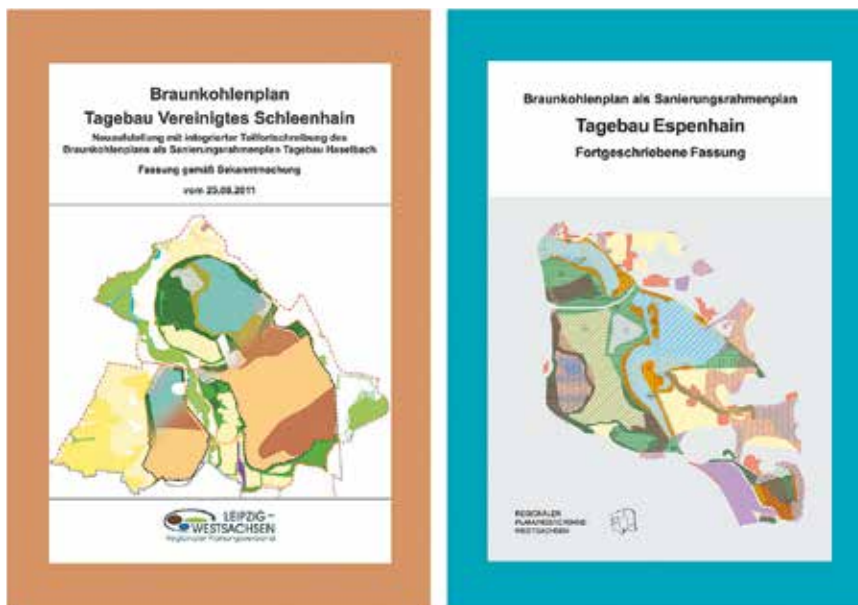 Braunkohlenplan
Tagebau Vereinigtes Schleenhain
Neuaufstellung mit integrierter Teilfortschreibung des
Braunkohlenplans als Sanierungsrahmenplan Tagebau Haselbach
Fassung gemäß Bekanntmachung
vom 25.08.2011
LEIPZIG–
WESTSACHSEN
Regionaler Planungsverband
Braunkohlenplan als Sanierungsrahmenplan
Tagebau Espenhain
Fortgeschriebene Fassung
REGIONALER
PLANUNGSVERBAND
WESTSACHSEN